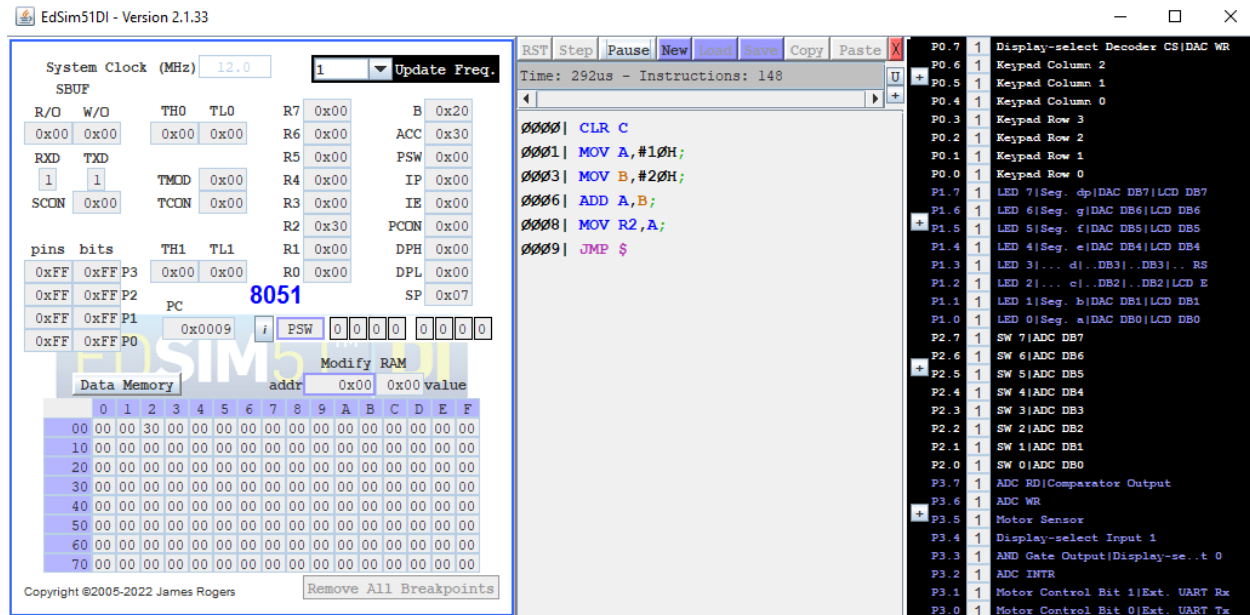 EdSim51DI - Version 2.1.33
System Clock (MHz) 12.0 1 Update Freq.
SBUF
R/O W/O TH0 TL0 R7 0x00 B 0x20
0x00 0x00 0x00 0x00 R6 0x00 ACC 0x30
RXD TXD R5 0x00 PSW 0x00
1 1 TMOD 0x00 R4 0x00 IP 0x00
SCON 0x00 TCON 0x00 R3 0x00 IE 0x00
R2 0x30 PCON 0x00
pins bits TH1 TL1 R1 0x00 DPH 0x00
0xFF 0xFF P3 0x00 0x00 R0 0x00 DPL 0x00
0xFF 0xFF P2 PC 8051 SP 0x07
0xFF 0xFF P1 0x0009 i PSW 0 0 0 0 0 0 0 0
0xFF 0xFF P0
EDSIM51DI
Modify RAM
Data Memory addr 0x00 0x00 value
0 1 2 3 4 5 6 7 8 9 A B C D E F
00 00 00 30 00 00 00 00 00 00 00 00 00 00 00 00 00
10 00 00 00 00 00 00 00 00 00 00 00 00 00 00 00 00
20 00 00 00 00 00 00 00 00 00 00 00 00 00 00 00 00
30 00 00 00 00 00 00 00 00 00 00 00 00 00 00 00 00
40 00 00 00 00 00 00 00 00 00 00 00 00 00 00 00 00
50 00 00 00 00 00 00 00 00 00 00 00 00 00 00 00 00
60 00 00 00 00 00 00 00 00 00 00 00 00 00 00 00 00
70 00 00 00 00 00 00 00 00 00 00 00 00 00 00 00 00
Copyright ©2005-2022 James Rogers Remove All Breakpoints
RST Step Pause New Load Save Copy Paste X
Time: 292us - Instructions: 148 U
+
0000| CLR C
0001| MOV A,#10H;
0003| MOV B,#20H;
0006| ADD A,B;
0008| MOV R2,A;
0009| JMP $
P0.7 1 Display-select Decoder CS|DAC WR
P0.6 1 Keypad Column 2
+ P0.5 1 Keypad Column 1
P0.4 1 Keypad Column 0
P0.3 1 Keypad Row 3
P0.2 1 Keypad Row 2
P0.1 1 Keypad Row 1
P0.0 1 Keypad Row 0
P1.7 1 LED 7|Seg. dp|DAC DB7|LCD DB7
P1.6 1 LED 6|Seg. g|DAC DB6|LCD DB6
+ P1.5 1 LED 5|Seg. f|DAC DB5|LCD DB5
P1.4 1 LED 4|Seg. e|DAC DB4|LCD DB4
P1.3 1 LED 3|... d|..DB3|..DB3|.. RS
P1.2 1 LED 2|... c|..DB2|..DB2|LCD E
P1.1 1 LED 1|Seg. b|DAC DB1|LCD DB1
P1.0 1 LED 0|Seg. a|DAC DB0|LCD DB0
P2.7 1 SW 7|ADC DB7
P2.6 1 SW 6|ADC DB6
+ P2.5 1 SW 5|ADC DB5
P2.4 1 SW 4|ADC DB4
P2.3 1 SW 3|ADC DB3
P2.2 1 SW 2|ADC DB2
P2.1 1 SW 1|ADC DB1
P2.0 1 SW 0|ADC DB0
P3.7 1 ADC RD|Comparator Output
P3.6 1 ADC WR
+ P3.5 1 Motor Sensor
P3.4 1 Display-select Input 1
P3.3 1 AND Gate Output|Display-se..t 0
P3.2 1 ADC INTR
P3.1 1 Motor Control Bit 1|Ext. UART Rx
P3.0 1 Motor Control Bit 0|Ext. UART Tx